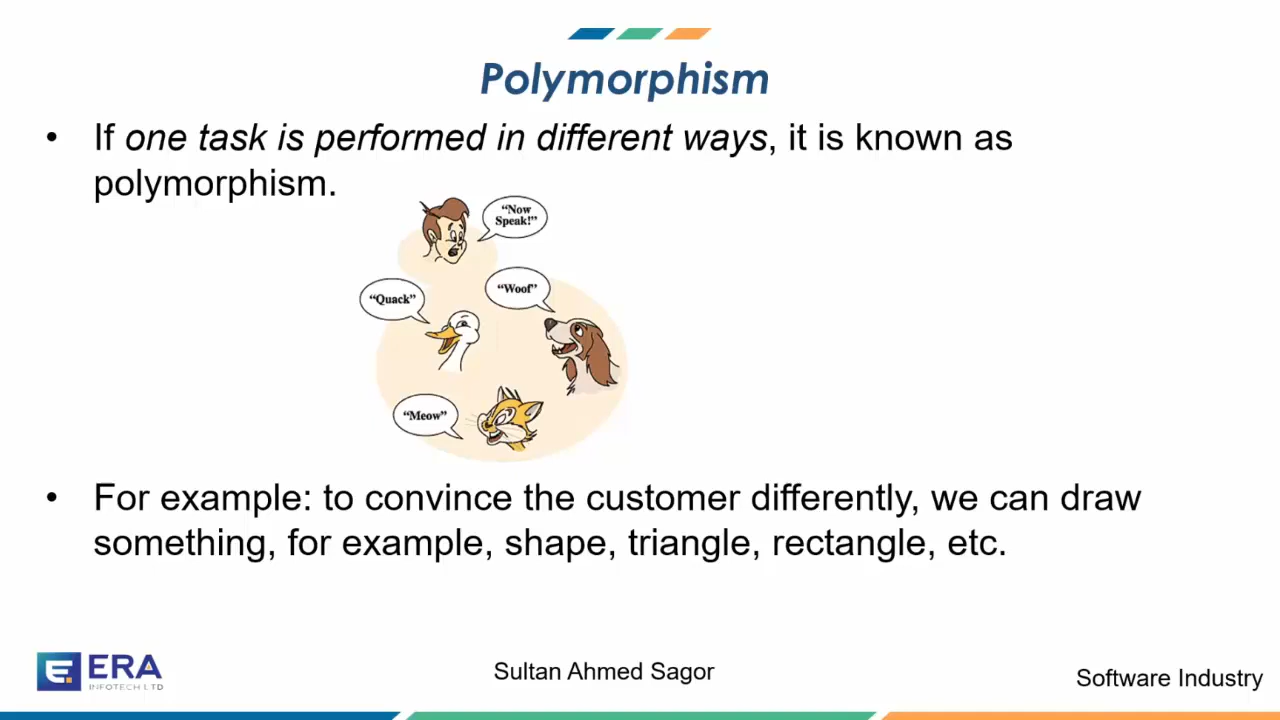 Polymorphism
• If one task is performed in different ways, it is known as
polymorphism.
“Now
Speak!”
“Quack”
“Woof”
“Meow”
• For example: to convince the customer differently, we can draw
something, for example, shape, triangle, rectangle, etc.
ERA
INFOTECH LTD
Sultan Ahmed Sagor
Software Industry